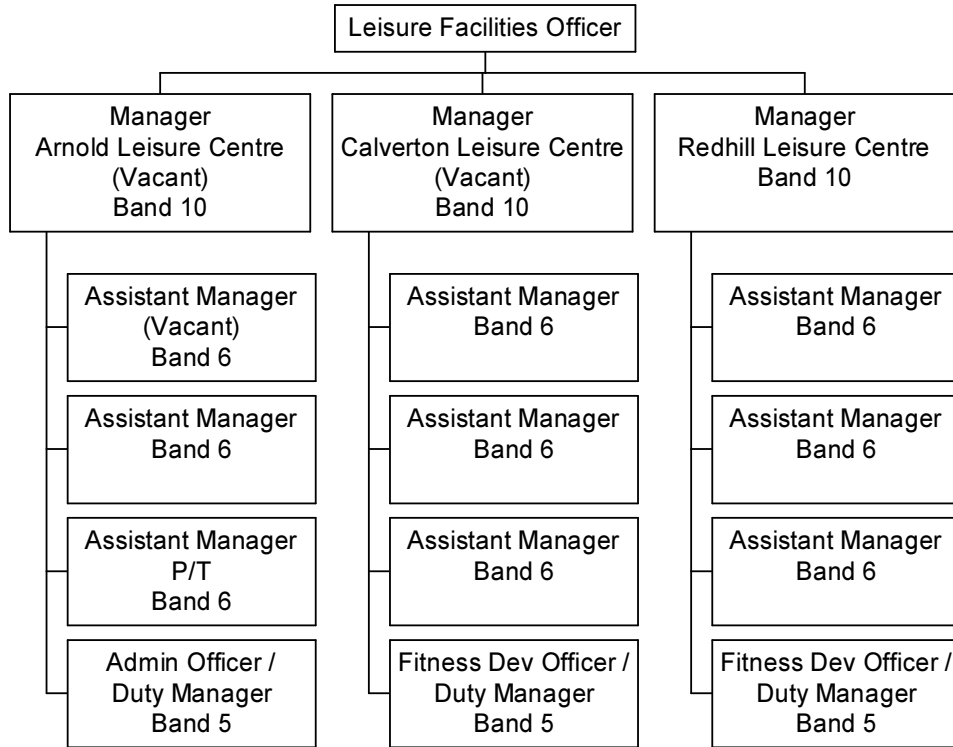 Leisure Facilities Officer
Manager
Arnold Leisure Centre
(Vacant)
Band 10
Assistant Manager
(Vacant)
Band 6
Assistant Manager
Band 6
Assistant Manager
P/T
Band 6
Admin Officer /
Duty Manager
Band 5
Manager
Calverton Leisure Centre
(Vacant)
Band 10
Assistant Manager
Band 6
Assistant Manager
Band 6
Assistant Manager
Band 6
Fitness Dev Officer /
Duty Manager
Band 5
Manager
Redhill Leisure Centre
Band 10
Assistant Manager
Band 6
Assistant Manager
Band 6
Assistant Manager
Band 6
Fitness Dev Officer /
Duty Manager
Band 5